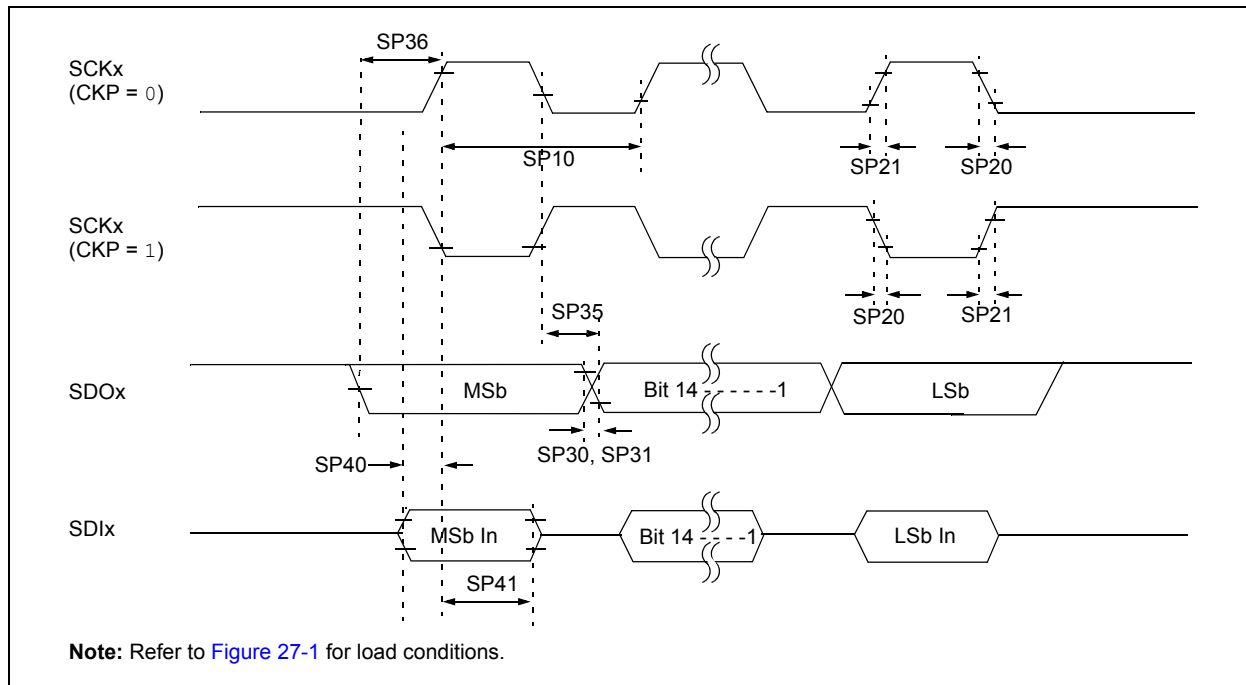 SP36
SCKx
(CKP = 0)
SP10
SP21
SP20
SCKx
(CKP = 1)
SP35
SP20
SP21
SDOx
MSb
Bit 14 - - - - - -1
LSb
SP30, SP31
SP40
SDIx
MSb In
Bit 14 - - - -1
LSb In
SP41
Note: Refer to Figure 27-1 for load conditions.